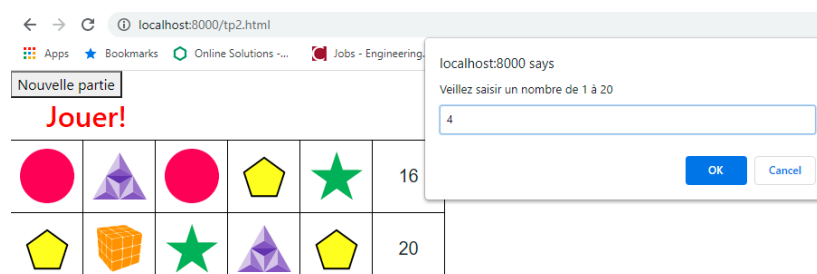 localhost:8000/tp2.html
Apps Bookmarks Online Solutions -... Jobs - Engineering.
localhost:8000 says
Veillez saisir un nombre de 1 à 20
4
OK Cancel
Nouvelle partie
Jouer!
16
20